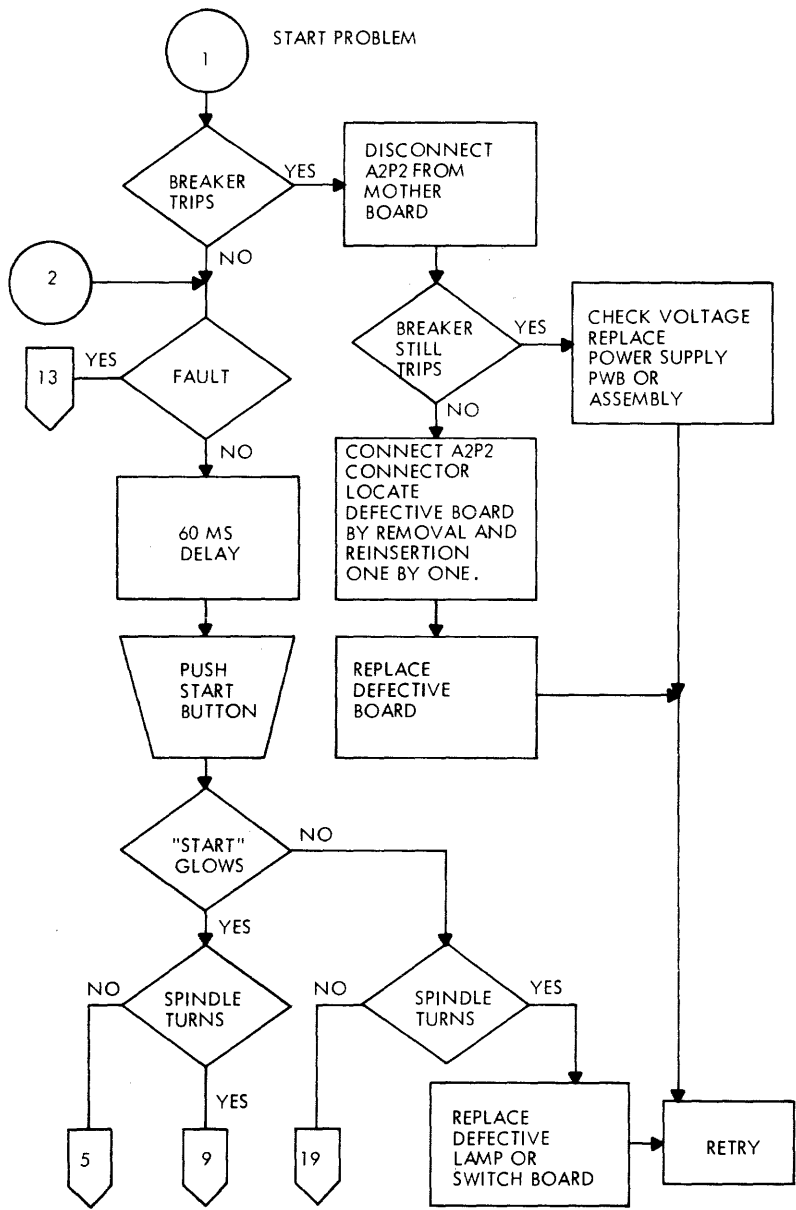 1
START PROBLEM
BREAKER
TRIPS
YES
DISCONNECT
A2P2 FROM
MOTHER
BOARD
NO
2
BREAKER
STILL
TRIPS
YES
CHECK VOLTAGE
REPLACE
POWER SUPPLY
PWB OR
ASSEMBLY
13
YES
FAULT
NO
NO
CONNECT A2P2
CONNECTOR
LOCATE
DEFECTIVE BOARD
BY REMOVAL AND
REINSERTION
ONE BY ONE.
60 MS
DELAY
PUSH
START
BUTTON
REPLACE
DEFECTIVE
BOARD
"START"
GLOWS
NO
YES
NO
SPINDLE
TURNS
YES
NO
SPINDLE
TURNS
YES
5
9
19
REPLACE
DEFECTIVE
LAMP OR
SWITCH BOARD
RETRY